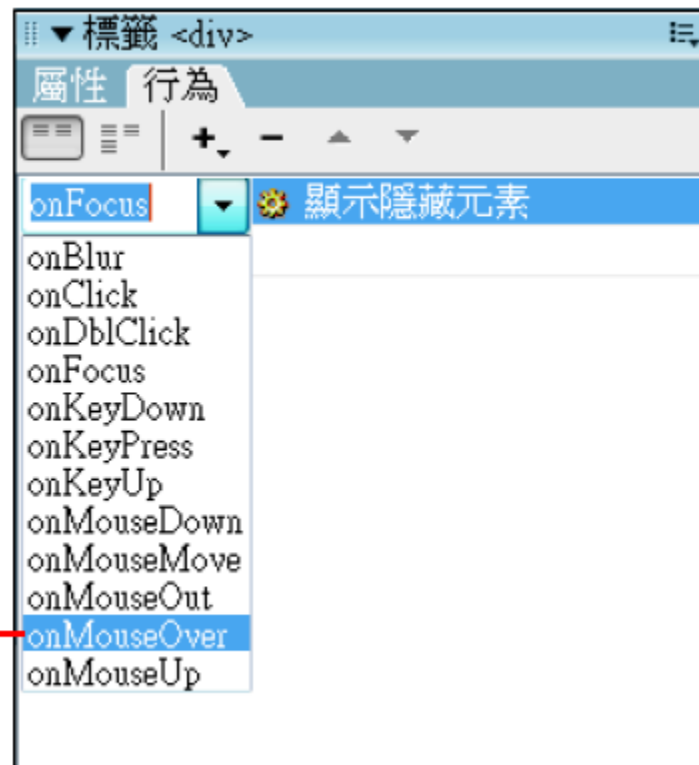 標籤 <div>
屬性 行為
onFocus 顯示隱藏元素
onBlur
onClick
onDblClick
onFocus
onKeyDown
onKeyPress
onKeyUp
onMouseDown
onMouseMove
onMouseOut
onMouseOver
onMouseUp